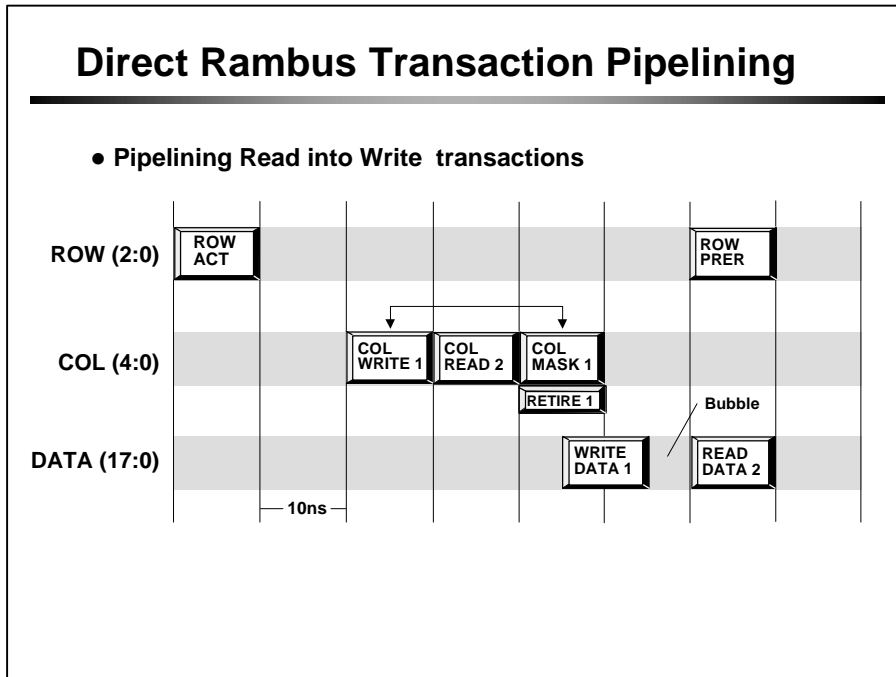 Direct Rambus Transaction Pipelining
● Pipelining Read into Write transactions
ROW (2:0)
ROW
ACT
ROW
PRER
COL (4:0)
COL
WRITE 1
COL
READ 2
COL
MASK 1
RETIRE 1
Bubble
DATA (17:0)
WRITE
DATA 1
READ
DATA 2
10ns